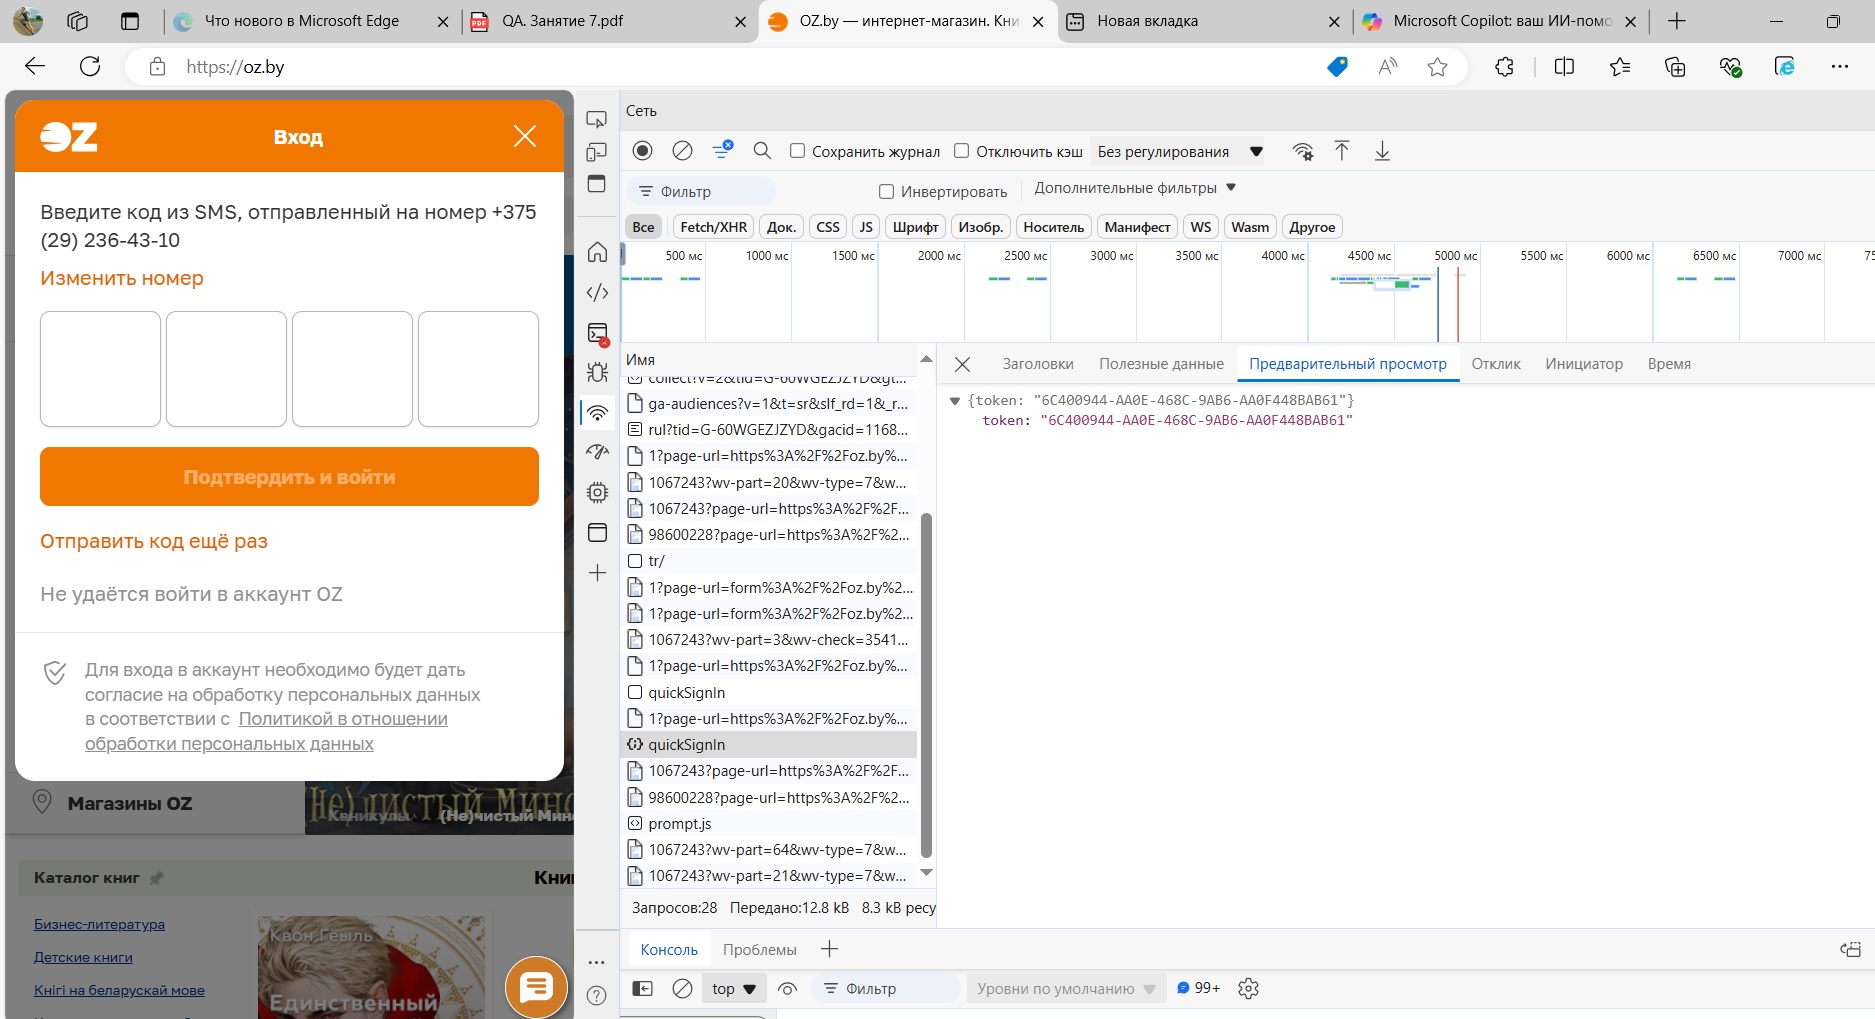 Что нового в Microsoft Edge
QA. Занятие 7.pdf
OZ.by — интернет-магазин. Кни
Новая вкладка
Microsoft Copilot: ваш ИИ-помо
https://oz.by
OZ
Вход
Введите код из SMS, отправленный на номер +375
(29) 236-43-10
Изменить номер
Подтвердить и войти
Отправить код ещё раз
Не удаётся войти в аккаунт OZ
Для входа в аккаунт необходимо будет дать
согласие на обработку персональных данных
в соответствии с Политикой в отношении
обработки персональных данных
Магазины OZ
(Не)чистый Минс
Каникулы
(Не)чистый Мин
Каталог книг
Книг
Бизнес-литература
Детские книги
Кнігі на беларускай мове
Квон Гёыль
Единственный
Сеть
Сохранить журнал
Отключить кэш
Без регулирования
Фильтр
Инвертировать
Дополнительные фильтры
Все
Fetch/XHR
Док.
CSS
JS
Шрифт
Изобр.
Носитель
Манифест
WS
Wasm
Другое
500 мс
1000 мс
1500 мс
2000 мс
2500 мс
3000 мс
3500 мс
4000 мс
4500 мс
5000 мс
5500 мс
6000 мс
6500 мс
7000 мс
75
Имя
collect?v=2&tid=G-60WGEZJZYD&gt...
ga-audiences?v=1&t=sr&slf_rd=1&_r...
rul?tid=G-60WGEZJZYD&gacid=1168...
1?page-url=https%3A%2F%2Foz.by%...
1067243?wv-part=20&wv-type=7&w...
1067243?page-url=https%3A%2F%2F...
98600228?page-url=https%3A%2F%2...
tr/
1?page-url=form%3A%2F%2Foz.by%2...
1?page-url=form%3A%2F%2Foz.by%2...
1067243?wv-part=3&wv-check=3541...
1?page-url=https%3A%2F%2Foz.by%...
quickSignIn
1?page-url=https%3A%2F%2Foz.by%...
quickSignIn
1067243?page-url=https%3A%2F%2F...
98600228?page-url=https%3A%2F%2...
prompt.js
1067243?wv-part=64&wv-type=7&w...
1067243?wv-part=21&wv-type=7&w...
Запросов:28
Передано:12.8 kB
8.3 kB ресу
Заголовки
Полезные данные
Предварительный просмотр
Отклик
Инициатор
Время
{token: "6C400944-AA0E-468C-9AB6-AA0F448BAB61"}
token: "6C400944-AA0E-468C-9AB6-AA0F448BAB61"
Консоль
Проблемы
top
Фильтр
Уровни по умолчанию
99+